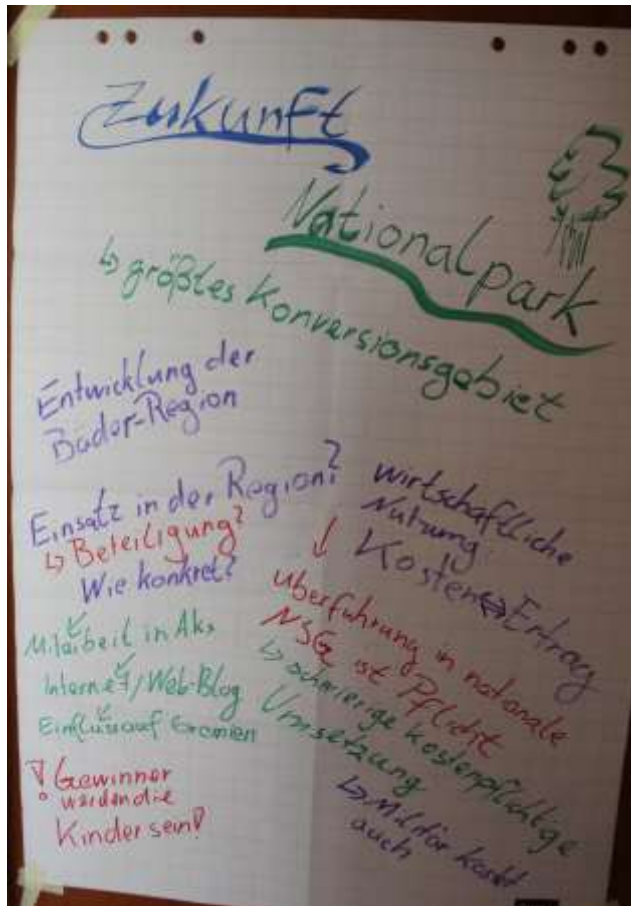 Zukunft
Nationalpark
↳ größtes Konversionsgebiet
Entwicklung der
Bäder-Region
Einsatz in der Region?
↳ Beteiligung?
Wie konkret?
Mitarbeit in AKs
Internet/Web-Blog
Einfluss auf Gremien
! Gewinner
werden die
Kinder sein!
wirtschaftliche
Nutzung
Kosten ⇔ Ertrag
↓
Überführung in nationale
NSG ist Pflicht
↳ schwierige kostenpflichtige
Umsetzung
↳ Militär kostet
auch